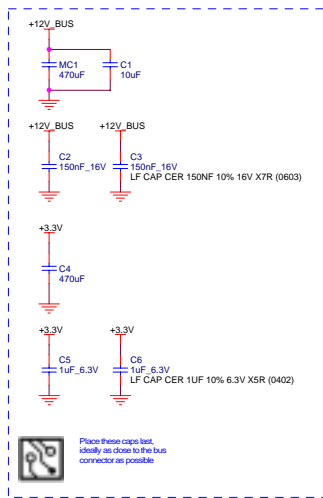 +12V_BUS
MC1
470uF
C1
10uF
+12V_BUS
+12V_BUS
C2
150nF_16V
C3
150nF_16V
LF CAP CER 150NF 10% 16V X7R (0603)
+3.3V
C4
470uF
+3.3V
+3.3V
C5
1uF_6.3V
C6
1uF_6.3V
LF CAP CER 1UF 10% 6.3V X5R (0402)
Place these caps last,
ideally as close to the bus
connector as possible